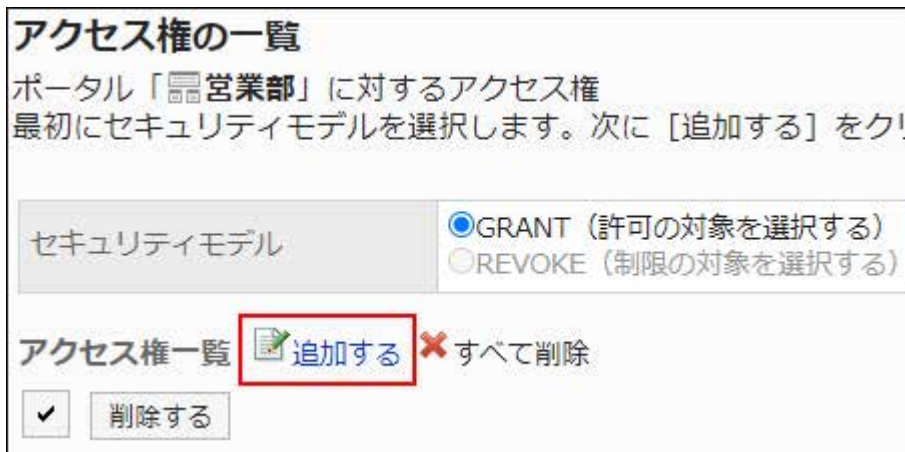 アクセス権の一覧
ポータル「営業部」に対するアクセス権
最初にセキュリティモデルを選択します。次に [追加する] をク
セキュリティモデル
GRANT（許可の対象を選択する）
REVOKE（制限の対象を選択する）
アクセス権一覧 追加する すべて削除
削除する